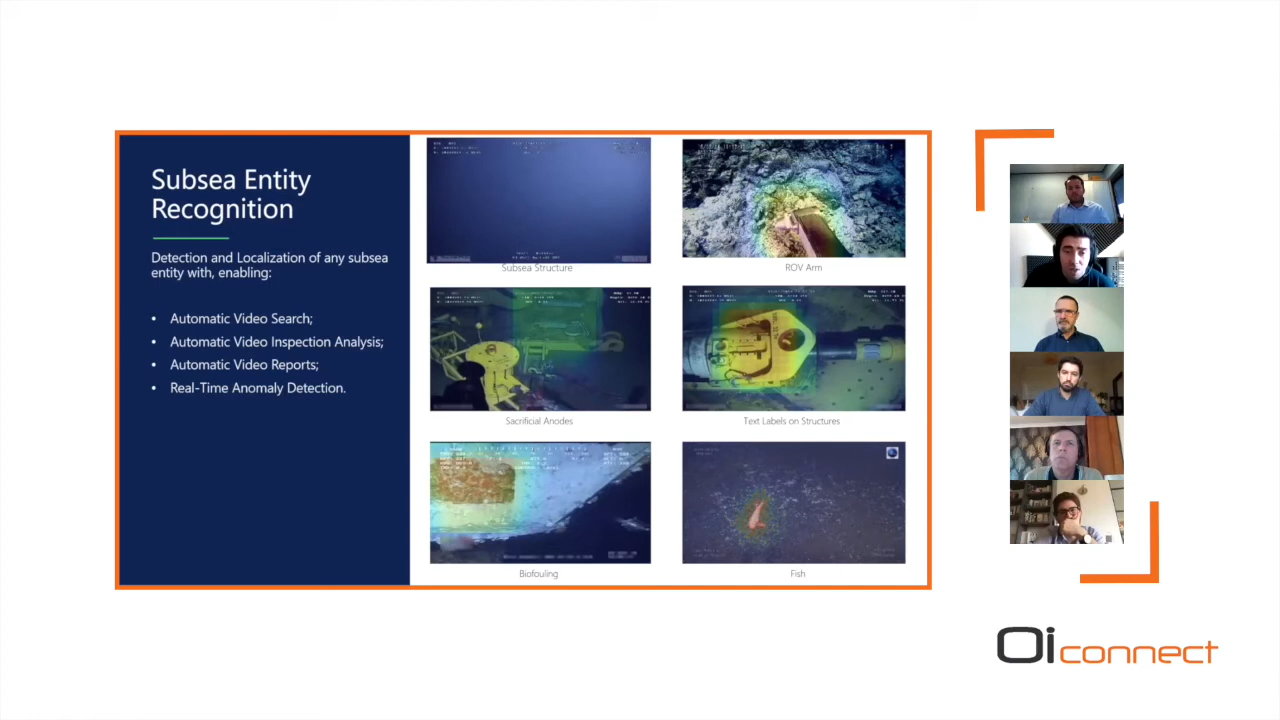 Subsea Entity
Recognition
Detection and Localization of any subsea
entity with, enabling:
• Automatic Video Search;
• Automatic Video Inspection Analysis;
• Automatic Video Reports;
• Real-Time Anomaly Detection.
Subsea Structure
ROV Arm
Sacrificial Anodes
Text Labels on Structures
Biofouling
Fish
Oi connect